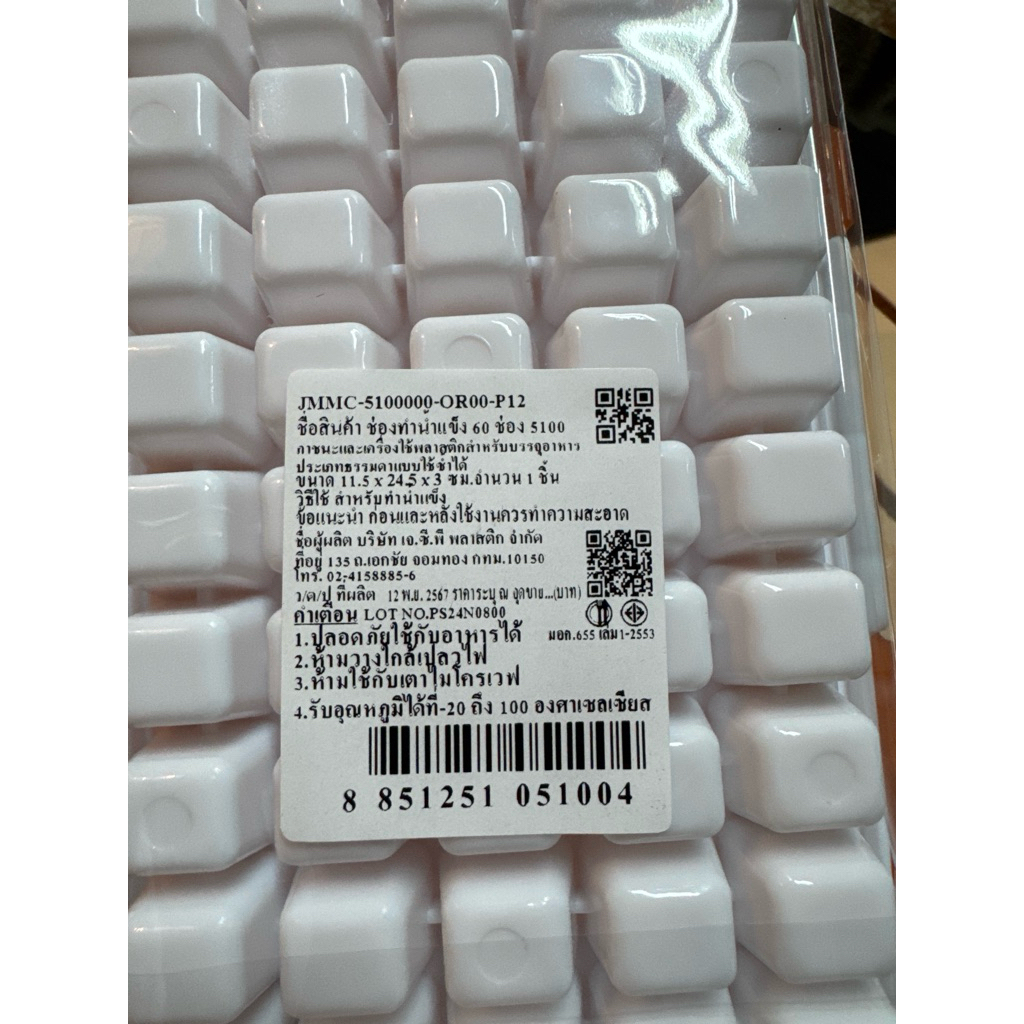 JMMC-5100000-OR00-P12
ชื่อสินค้า ช่องทำน้ำแข็ง 60 ช่อง 5100
ภาชนะและเครื่องใช้พลาสติกสำหรับบรรจุอาหาร
ประเภทธรรมดาแบบใช้ซ้ำได้
ขนาด 11.5 x 24.5 x 3 ซม.จำนวน 1 ชิ้น
วิธีใช้ สำหรับทำน้ำแข็ง
ข้อแนะนำ ก่อนและหลังใช้งานควรทำความสะอาด
ชื่อผู้ผลิต บริษัท เจ.ซี.พี พลาสติก จำกัด
ที่อยู่ 135 ถ.เอกชัย จอมทอง กทม.10150
โทร. 02-4158885-6
ว/ด/ป ที่ผลิต 12 พ.ย. 2567 ราคาระบุ ณ จุดขาย...(บาท)
คำเตือน LOT NO.PS24N0800
1.ปลอดภัยใช้กับอาหารได้
มอก.655 เล่ม1-2553
2.ห้ามวางใกล้เปลวไฟ
3.ห้ามใช้กับเตาไมโครเวฟ
4.รับอุณหภูมิได้ที่-20 ถึง 100 องศาเซลเซียส
8 851251 051004